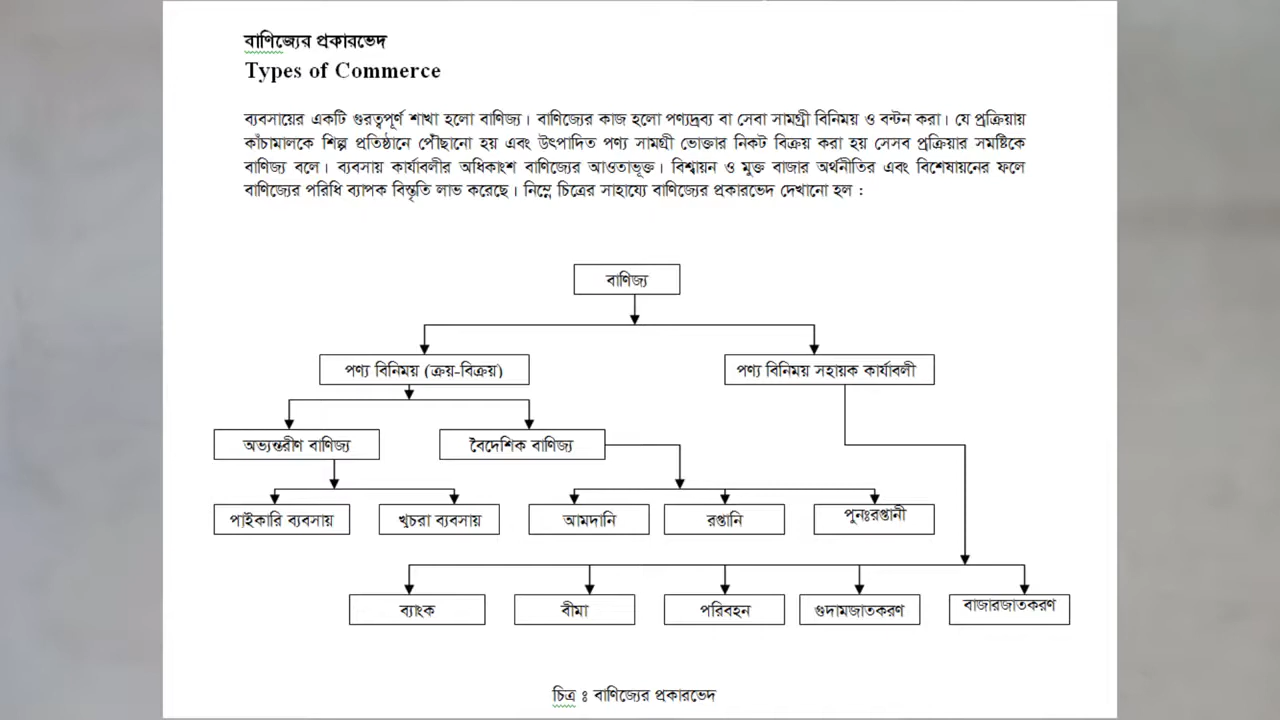 বাণিজ্যের প্রকারভেদ
Types of Commerce
ব্যবসায়ের একটি গুরত্বপূর্ণ শাখা হলো বাণিজ্য। বাণিজ্যের কাজ হলো পণ্যদ্রব্য বা সেবা সামগ্রী বিনিময় ও বন্টন করা। যে প্রক্রিয়ায়
কাঁচামালকে শিল্প প্রতিষ্ঠানে পৌঁছানো হয় এবং উৎপাদিত পণ্য সামগ্রী ভোক্তার নিকট বিক্রয় করা হয় সেসব প্রক্রিয়ার সমষ্টিকে
বাণিজ্য বলে। ব্যবসায় কার্যাবলীর অধিকাংশ বাণিজ্যের আওতাভূক্ত। বিশ্বায়ন ও মুক্ত বাজার অর্থনীতির এবং বিশেষায়নের ফলে
বাণিজ্যের পরিধি ব্যাপক বিস্তৃতি লাভ করেছে। নিম্নে চিত্রের সাহায্যে বাণিজ্যের প্রকারভেদ দেখানো হল :
বাণিজ্য
পণ্য বিনিময় (ক্রয়-বিক্রয়)
পণ্য বিনিময় সহায়ক কার্যাবলী
অভ্যন্তরীণ বাণিজ্য
বৈদেশিক বাণিজ্য
পাইকারি ব্যবসায়
খুচরা ব্যবসায়
আমদানি
রপ্তানি
পুনঃরপ্তানী
ব্যাংক
বীমা
পরিবহন
গুদামজাতকরণ
বাজারজাতকরণ
চিত্র ঃ বাণিজ্যের প্রকারভেদ